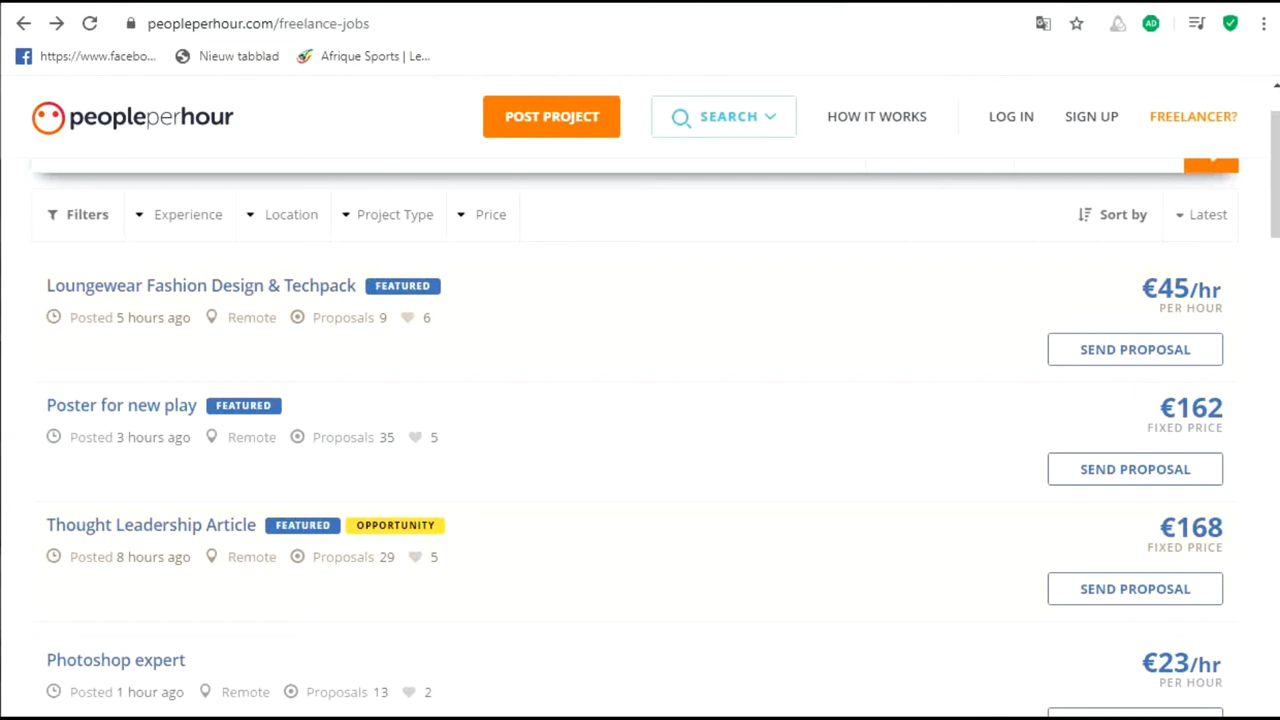 peopleperhour.com/freelance-jobs
AD
https://www.facebo... Nieuw tabblad Afrique Sports | Le...
peopleperhour POST PROJECT SEARCH HOW IT WORKS LOG IN SIGN UP FREELANCER?
Filters Experience Location Project Type Price Sort by Latest
Loungewear Fashion Design & Techpack FEATURED €45/hr
PER HOUR
Posted 5 hours ago Remote Proposals 9 6
SEND PROPOSAL
Poster for new play FEATURED €162
FIXED PRICE
Posted 3 hours ago Remote Proposals 35 5
SEND PROPOSAL
Thought Leadership Article FEATURED OPPORTUNITY €168
FIXED PRICE
Posted 8 hours ago Remote Proposals 29 5
SEND PROPOSAL
Photoshop expert €23/hr
PER HOUR
Posted 1 hour ago Remote Proposals 13 2